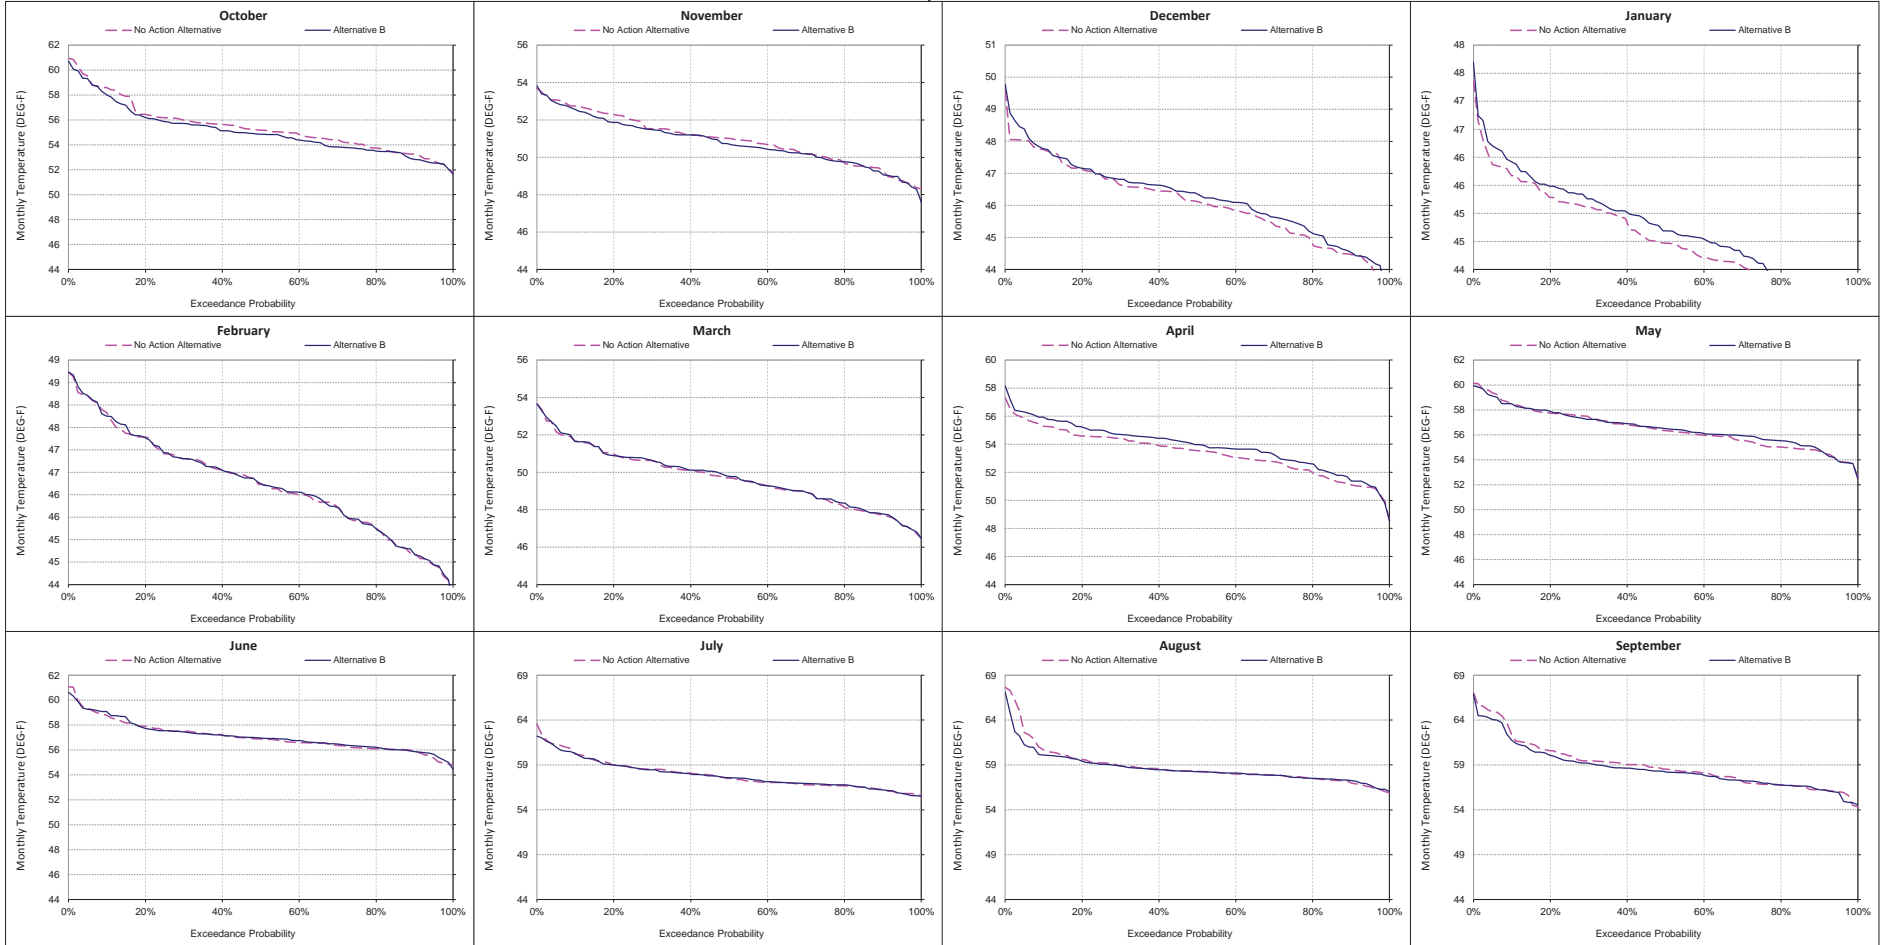 October
No Action Alternative Alternative B
Monthly Temperature (DEG-F)
62
60
58
56
54
52
50
48
46
44
0% 20% 40% 60% 80% 100%
Exceedance Probability
November
No Action Alternative Alternative B
Monthly Temperature (DEG-F)
56
54
52
50
48
46
44
0% 20% 40% 60% 80% 100%
Exceedance Probability
December
No Action Alternative Alternative B
Monthly Temperature (DEG-F)
51
50
49
48
47
46
45
44
0% 20% 40% 60% 80% 100%
Exceedance Probability
January
No Action Alternative Alternative B
Monthly Temperature (DEG-F)
48
48
47
47
46
46
45
45
44
0% 20% 40% 60% 80% 100%
Exceedance Probability
February
No Action Alternative Alternative B
Monthly Temperature (DEG-F)
49
49
48
48
47
47
46
46
45
45
44
0% 20% 40% 60% 80% 100%
Exceedance Probability
March
No Action Alternative Alternative B
Monthly Temperature (DEG-F)
56
54
52
50
48
46
44
0% 20% 40% 60% 80% 100%
Exceedance Probability
April
No Action Alternative Alternative B
Monthly Temperature (DEG-F)
60
58
56
54
52
50
48
46
44
0% 20% 40% 60% 80% 100%
Exceedance Probability
May
No Action Alternative Alternative B
Monthly Temperature (DEG-F)
62
60
58
56
54
52
50
48
46
44
0% 20% 40% 60% 80% 100%
Exceedance Probability
June
No Action Alternative Alternative B
Monthly Temperature (DEG-F)
62
60
58
56
54
52
50
48
46
44
0% 20% 40% 60% 80% 100%
Exceedance Probability
July
No Action Alternative Alternative B
Monthly Temperature (DEG-F)
69
64
59
54
49
44
0% 20% 40% 60% 80% 100%
Exceedance Probability
August
No Action Alternative Alternative B
Monthly Temperature (DEG-F)
69
64
59
54
49
44
0% 20% 40% 60% 80% 100%
Exceedance Probability
September
No Action Alternative Alternative B
Monthly Temperature (DEG-F)
69
64
59
54
49
44
0% 20% 40% 60% 80% 100%
Exceedance Probability